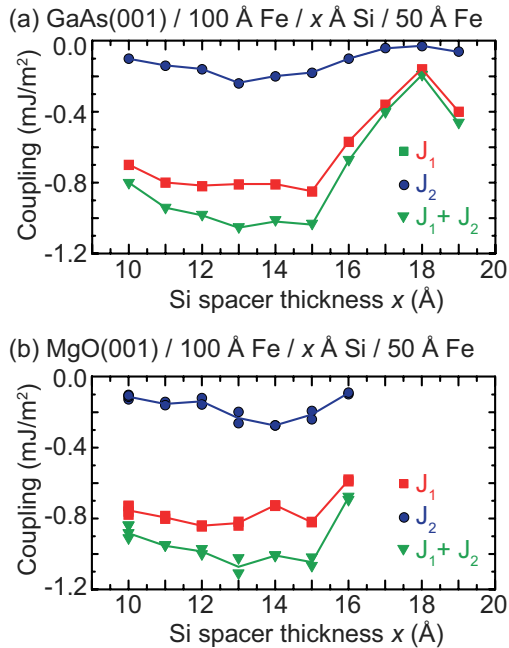 (a) GaAs(001) / 100 Å Fe / x Å Si / 50 Å Fe
0.0
-0.4
-0.8
-1.2
Coupling (mJ/m²)
J₁
J₂
J₁+ J₂
10 12 14 16 18 20
Si spacer thickness x (Å)
(b) MgO(001) / 100 Å Fe / x Å Si / 50 Å Fe
0.0
-0.4
-0.8
-1.2
Coupling (mJ/m²)
J₁
J₂
J₁+ J₂
10 12 14 16 18 20
Si spacer thickness x (Å)